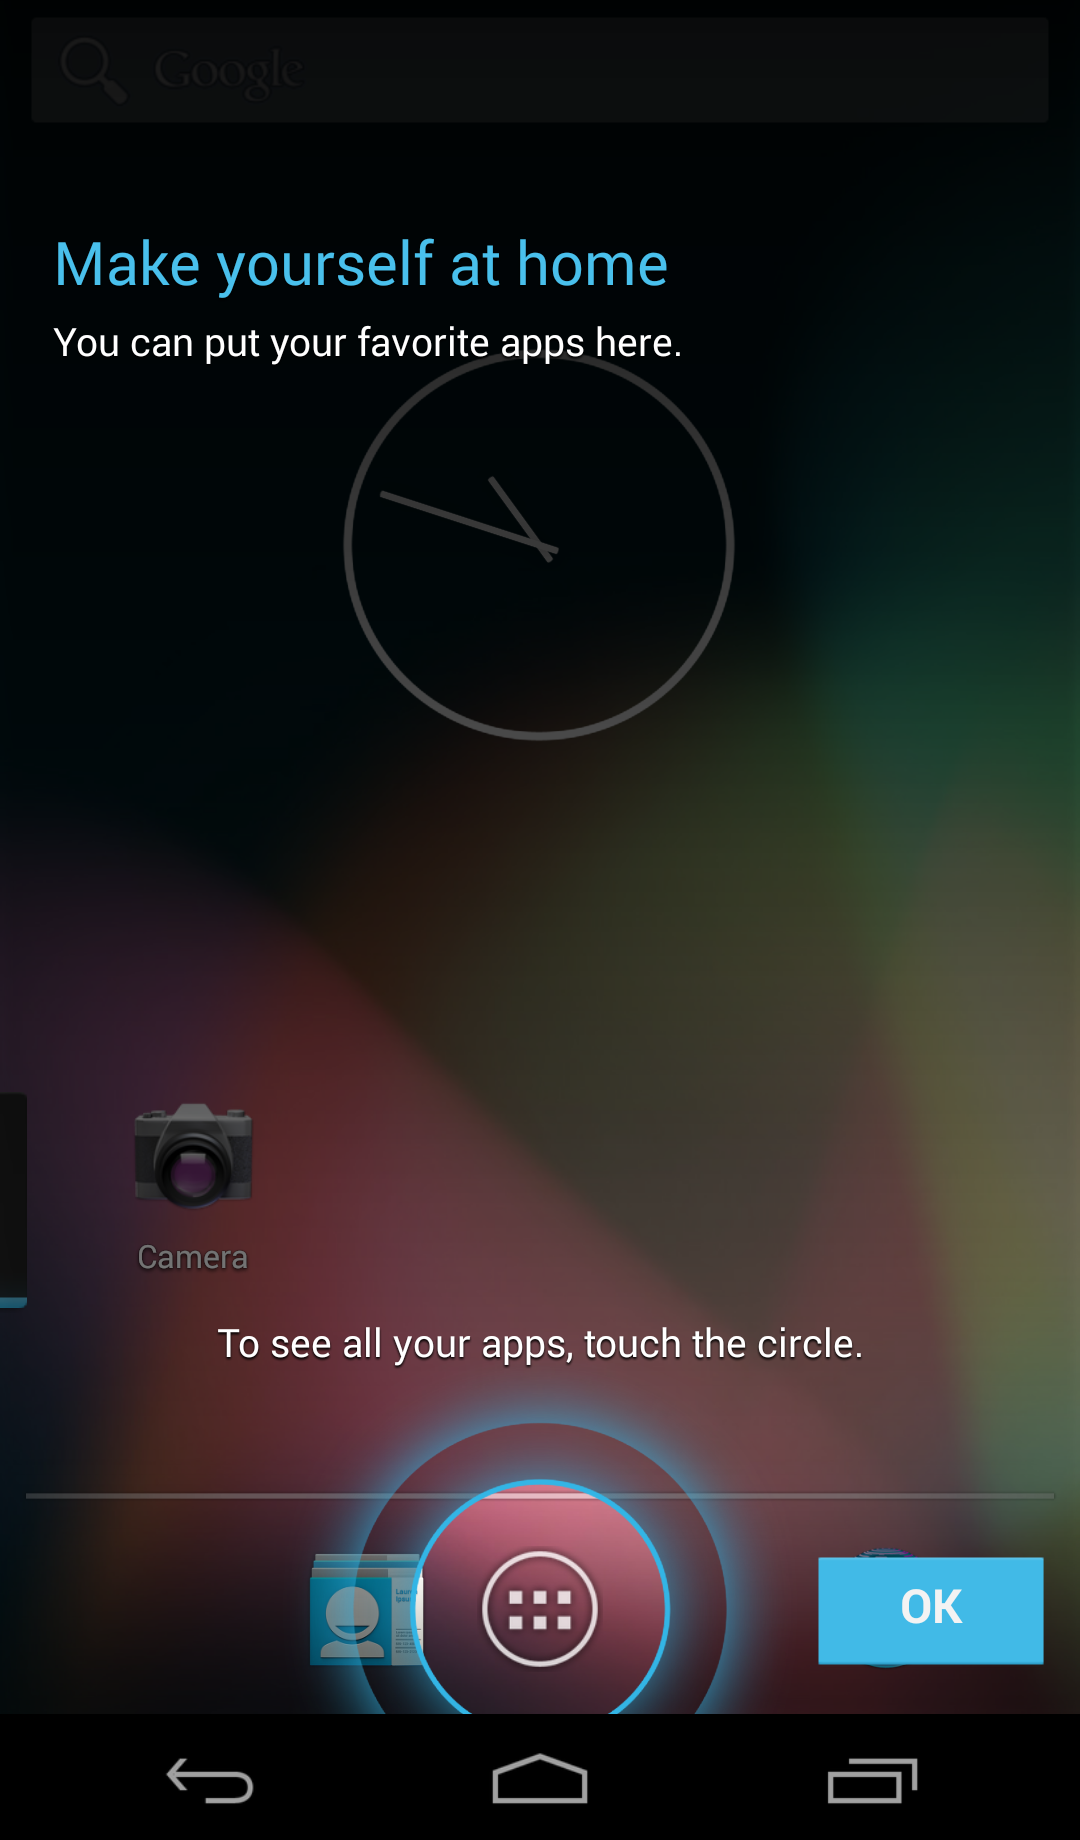 Google
Make yourself at home
You can put your favorite apps here.
Camera
To see all your apps, touch the circle.
OK